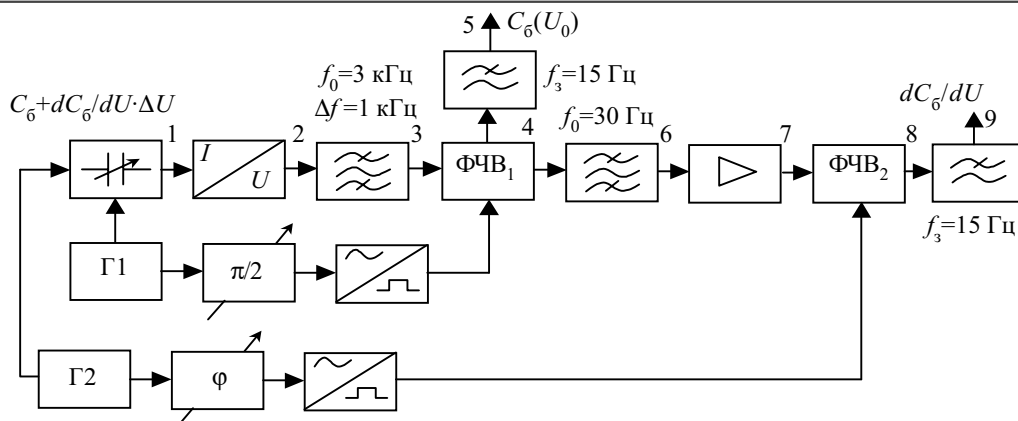 5 C_б(U_0)
f_0=3 кГц
Δf=1 кГц
f_з=15 Гц
C_б+dC_б/dU·ΔU
f_0=30 Гц
dC_б/dU
1
I
U
2
3
ФЧВ_1
4
6
7
ФЧВ_2
8
9
f_з=15 Гц
Г1
π/2
Г2
φ